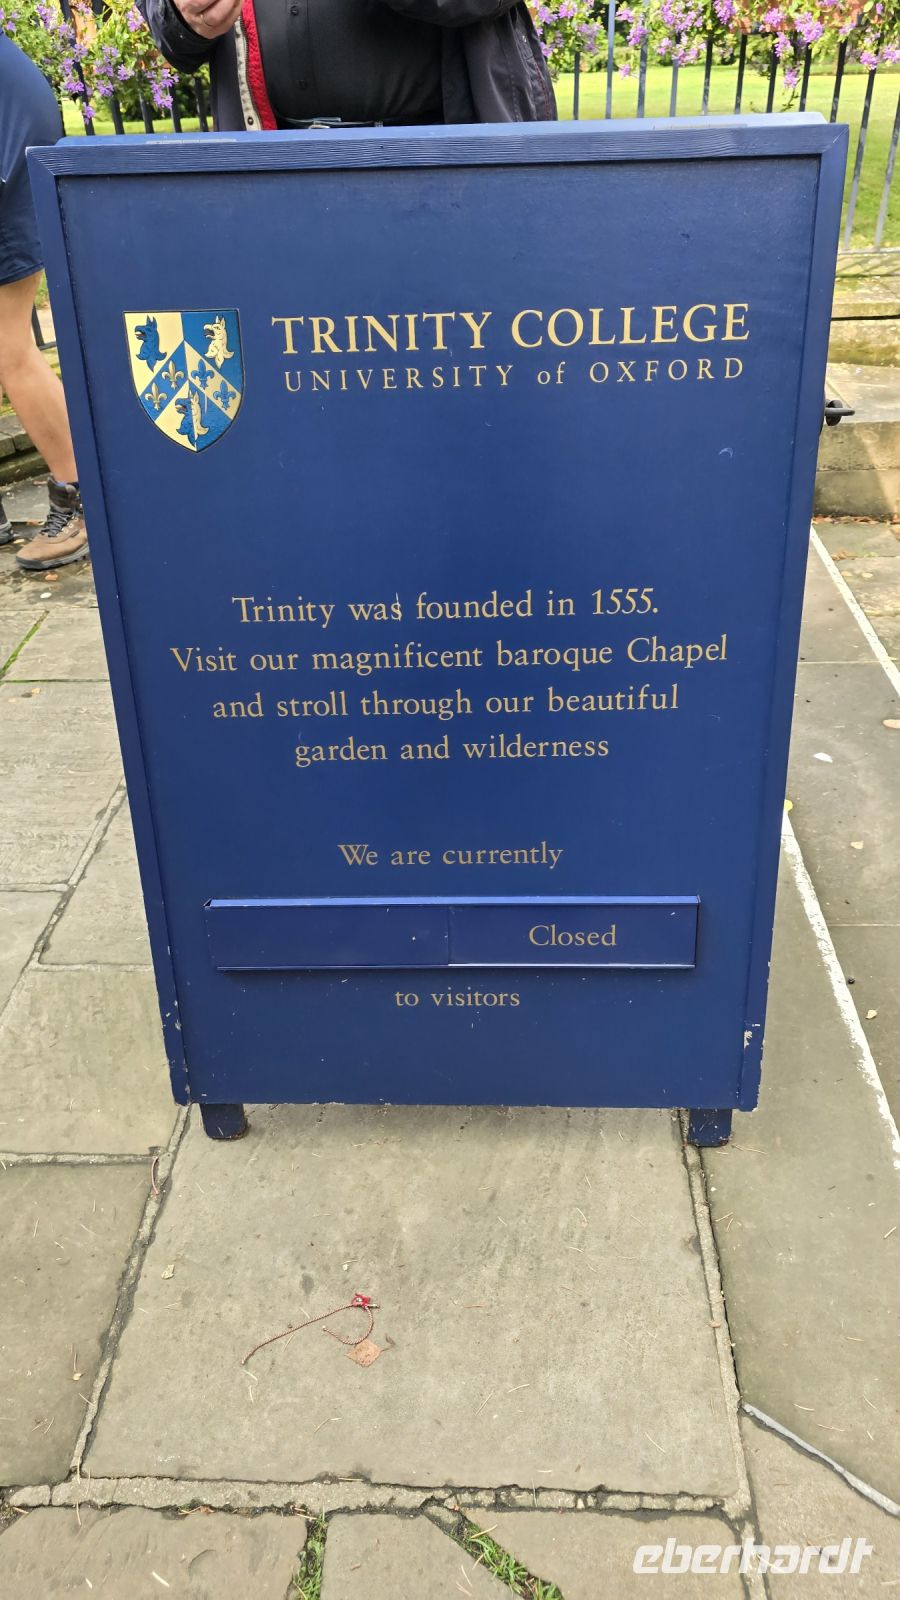 TRINITY COLLEGE
UNIVERSITY of OXFORD
Trinity was founded in 1555.
Visit our magnificent baroque Chapel
and stroll through our beautiful
garden and wilderness
We are currently
Closed
to visitors
eberhardt